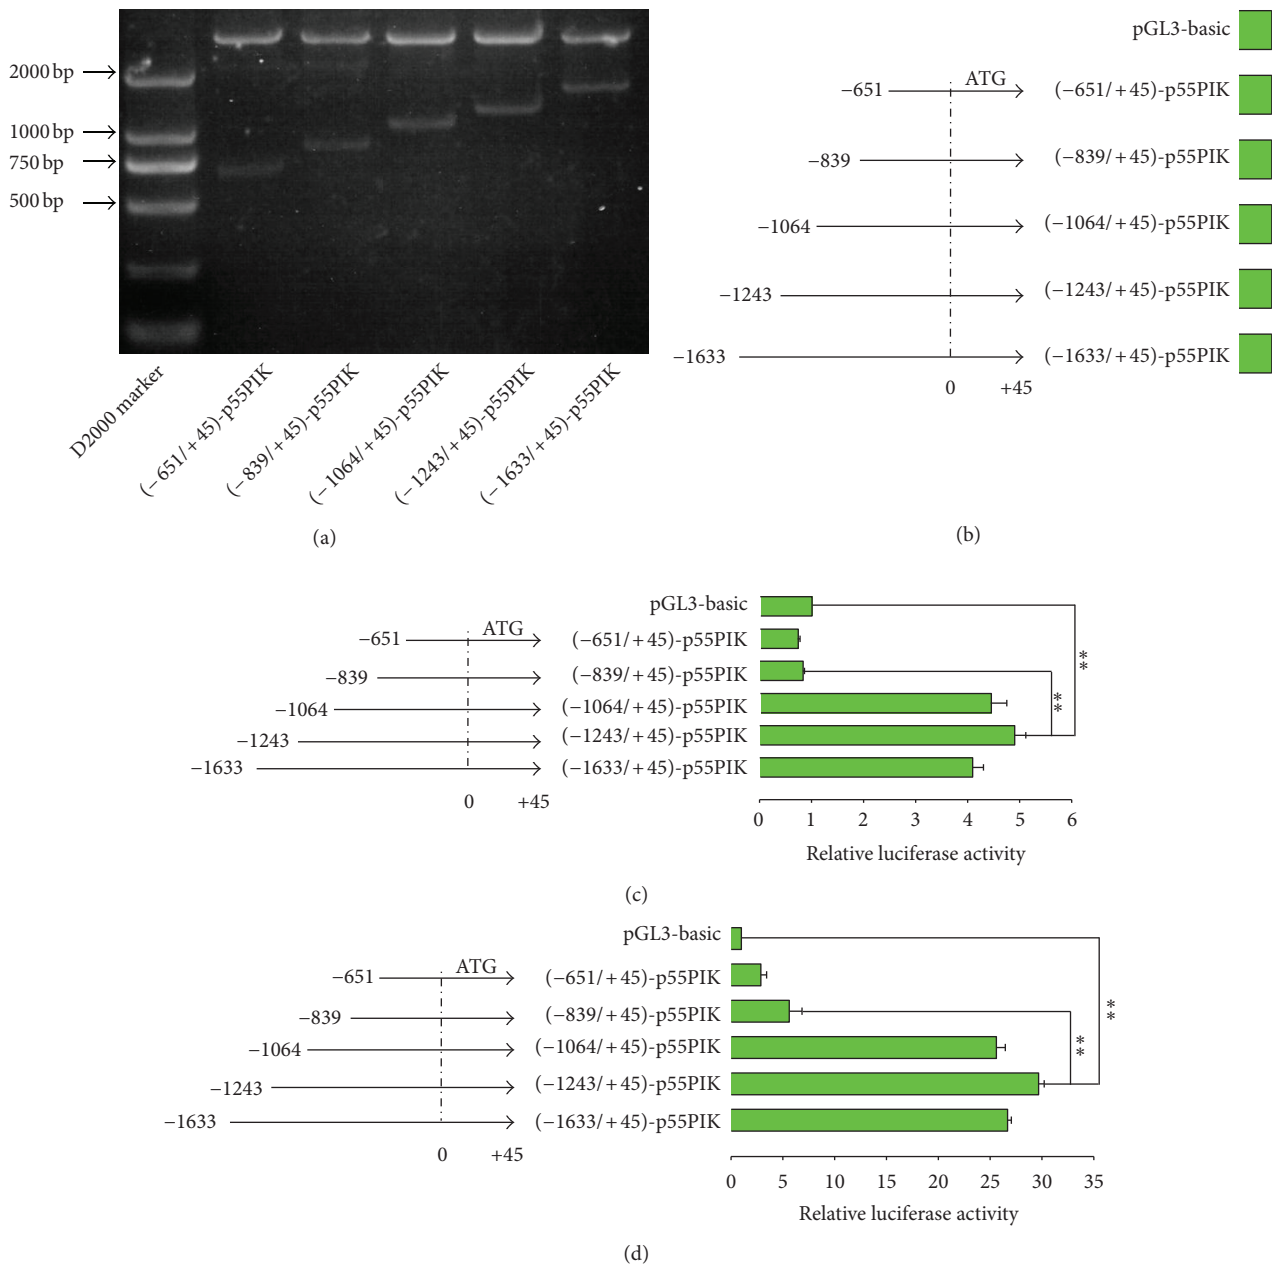 2000 bp
1000 bp
750 bp
500 bp
D2000 marker
(−651/+45)-p55PIK
(−839/+45)-p55PIK
(−1064/+45)-p55PIK
(−1243/+45)-p55PIK
(−1633/+45)-p55PIK
(a)
pGL3-basic
−651 ATG (−651/+45)-p55PIK
−839 (−839/+45)-p55PIK
−1064 (−1064/+45)-p55PIK
−1243 (−1243/+45)-p55PIK
−1633 (−1633/+45)-p55PIK
0 +45
(b)
pGL3-basic
−651 ATG (−651/+45)-p55PIK
−839 (−839/+45)-p55PIK
−1064 (−1064/+45)-p55PIK
−1243 (−1243/+45)-p55PIK
−1633 (−1633/+45)-p55PIK
**
**
0 +45
0 1 2 3 4 5 6
Relative luciferase activity
(c)
pGL3-basic
−651 ATG (−651/+45)-p55PIK
−839 (−839/+45)-p55PIK
−1064 (−1064/+45)-p55PIK
−1243 (−1243/+45)-p55PIK
−1633 (−1633/+45)-p55PIK
**
**
0 +45
0 5 10 15 20 25 30 35
Relative luciferase activity
(d)